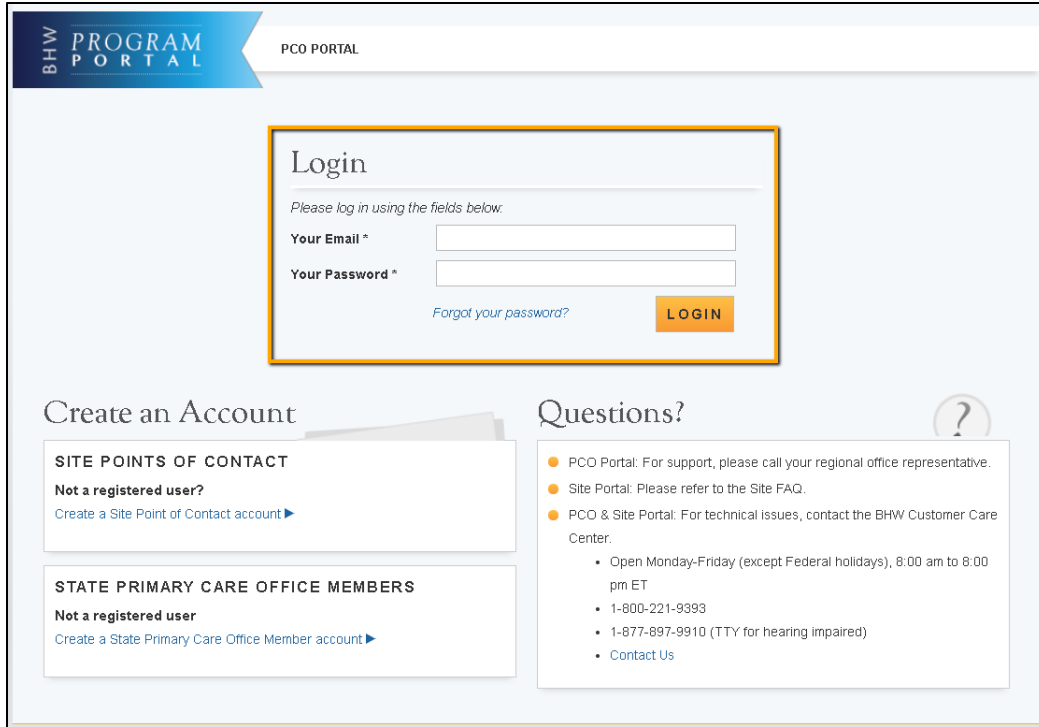 BHW
PROGRAM
PORTAL
PCO PORTAL
Login
Please log in using the fields below.
Your Email *
Your Password *
Forgot your password?
LOGIN
Create an Account
SITE POINTS OF CONTACT
Not a registered user?
Create a Site Point of Contact account
STATE PRIMARY CARE OFFICE MEMBERS
Not a registered user
Create a State Primary Care Office Member account
Questions?
?
PCO Portal: For support, please call your regional office representative.
Site Portal: Please refer to the Site FAQ.
PCO & Site Portal: For technical issues, contact the BHW Customer Care
Center.
Open Monday-Friday (except Federal holidays), 8:00 am to 8:00
pm ET
1-800-221-9393
1-877-897-9910 (TTY for hearing impaired)
Contact Us